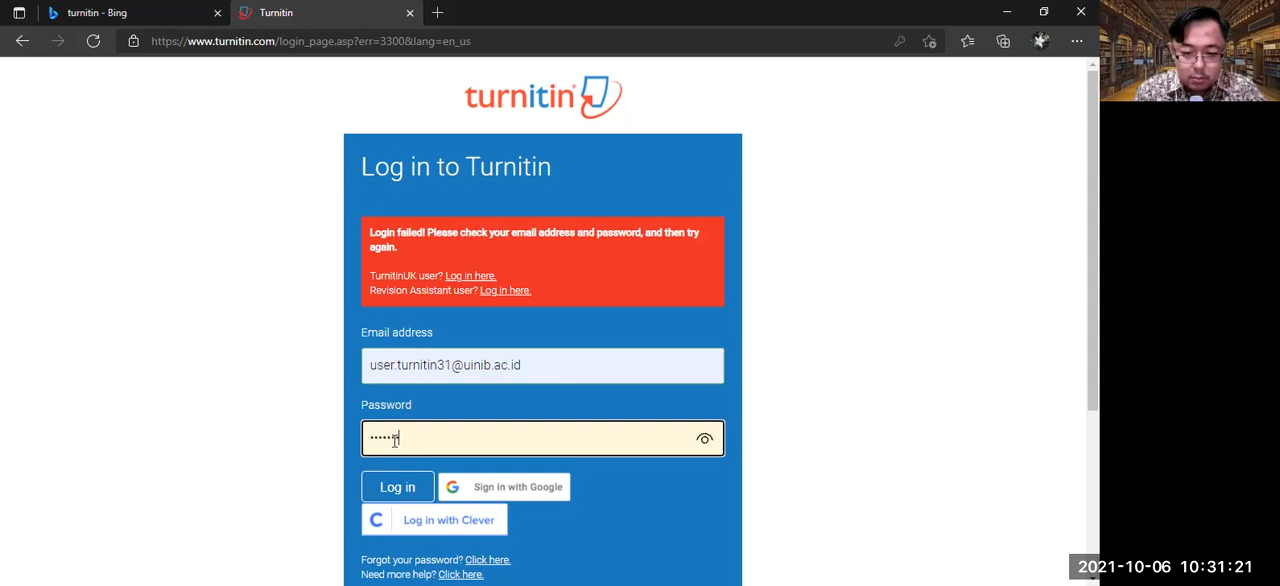 turnitin - Bing
Turnitin
https://www.turnitin.com/login_page.asp?err=3300&lang=en_us
turnitin
Log in to Turnitin
Login failed! Please check your email address and password, and then try
again.
TurnitinUK user? Log in here.
Revision Assistant user? Log in here.
Email address
user.turnitin31@uinib.ac.id
Password
Log in
Sign in with Google
Log in with Clever
Forgot your password? Click here.
Need more help? Click here.
2021-10-06 10:31:21